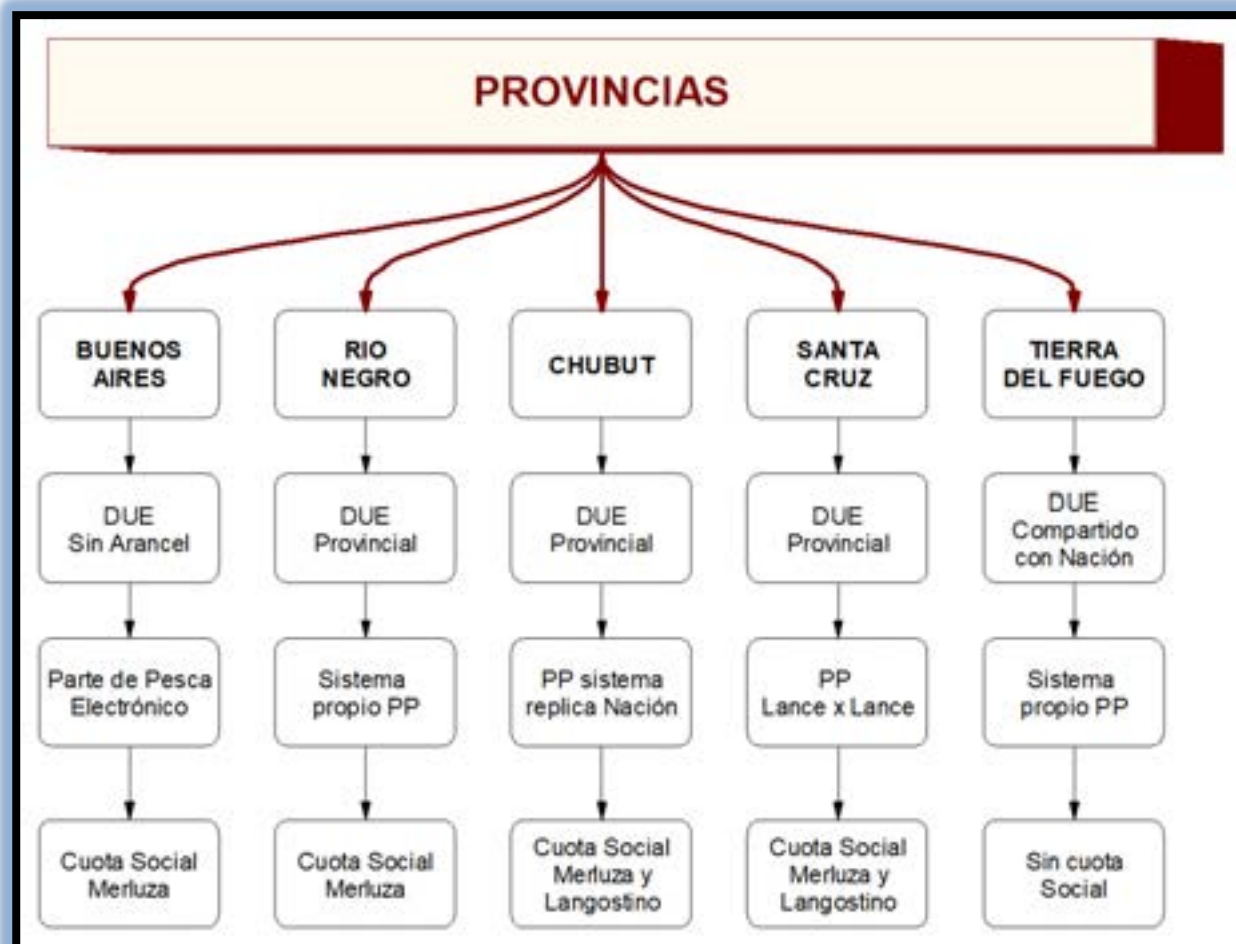 PROVINCIAS
BUENOS
AIRES
RIO
NEGRO
CHUBUT
SANTA
CRUZ
TIERRA
DEL FUEGO
DUE
Sin Arancel
DUE
Provincial
DUE
Provincial
DUE
Provincial
DUE
Compartido
con Nación
Parte de Pesca
Electrónico
Sistema
propio PP
PP sistema
replica Nación
PP
Lance x Lance
Sistema
propio PP
Cuota Social
Merluza
Cuota Social
Merluza
Cuota Social
Merluza y
Langostino
Cuota Social
Merluza y
Langostino
Sin cuota
Social